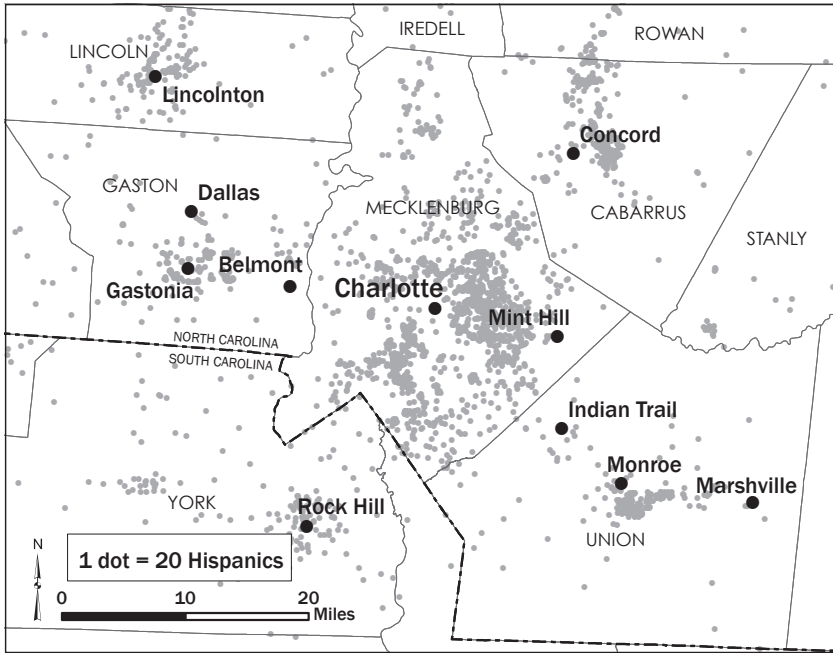 IREDELL
ROWAN
LINCOLN
Lincolnton
Concord
GASTON
Dallas
MECKLENBURG
CABARRUS
STANLY
Belmont
Gastonia
Charlotte
Mint Hill
NORTH CAROLINA
SOUTH CAROLINA
Indian Trail
Monroe
Marshville
YORK
Rock Hill
UNION
N
1 dot = 20 Hispanics
0 10 20
Miles